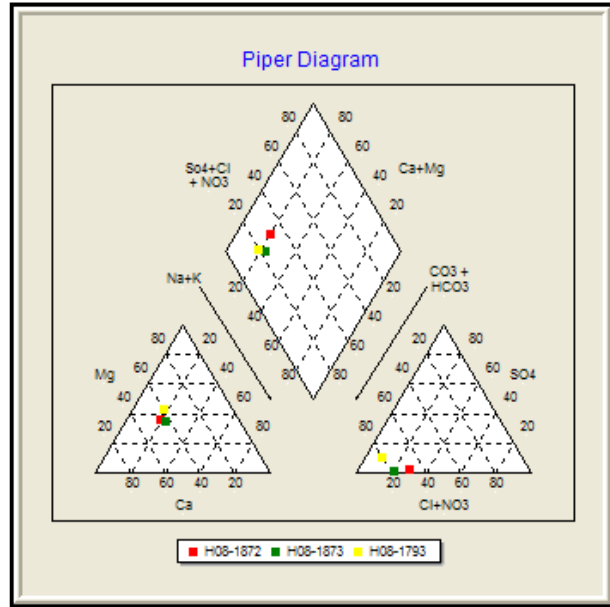 Piper Diagram
80 80
60 60
So4+Cl
+ NO3
Ca+Mg
40 40
20 20
Na+K
CO3 +
HCO3
20 20
40 40
60 60
80 80
80 20 20 80
Mg
60 40 40 60
SO4
40 60 60 40
20 80 80 20
80 60 40 20
20 40 60 80
Ca
Cl+NO3
H08-1872 H08-1873 H08-1793